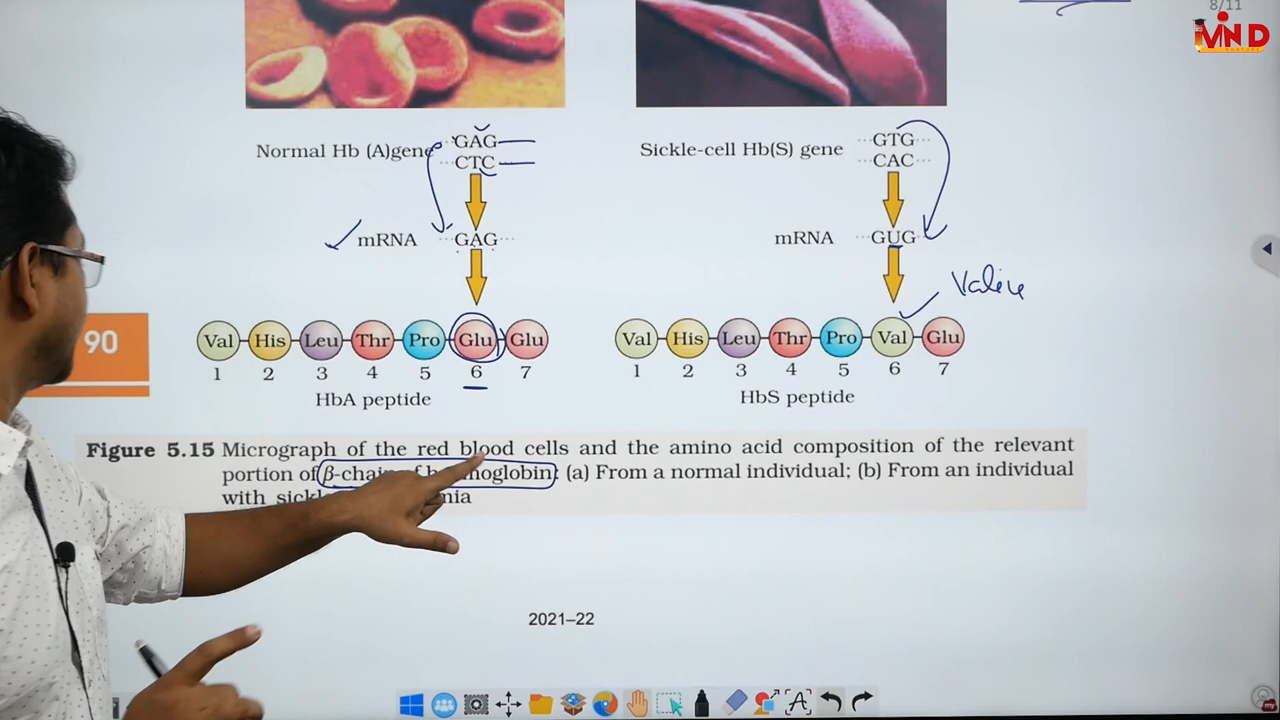 8/11
MIND
Normal Hb (A)gene
GAG
CTC
Sickle-cell Hb(S) gene
GTG
CAC
mRNA
GAG
mRNA
GUG
Valine
90
Val His Leu Thr Pro Glu Glu
1 2 3 4 5 6 7
HbA peptide
Val His Leu Thr Pro Val Glu
1 2 3 4 5 6 7
HbS peptide
Figure 5.15 Micrograph of the red blood cells and the amino acid composition of the relevant
portion of β-chain of haemoglobin: (a) From a normal individual; (b) From an individual
with
2021–22